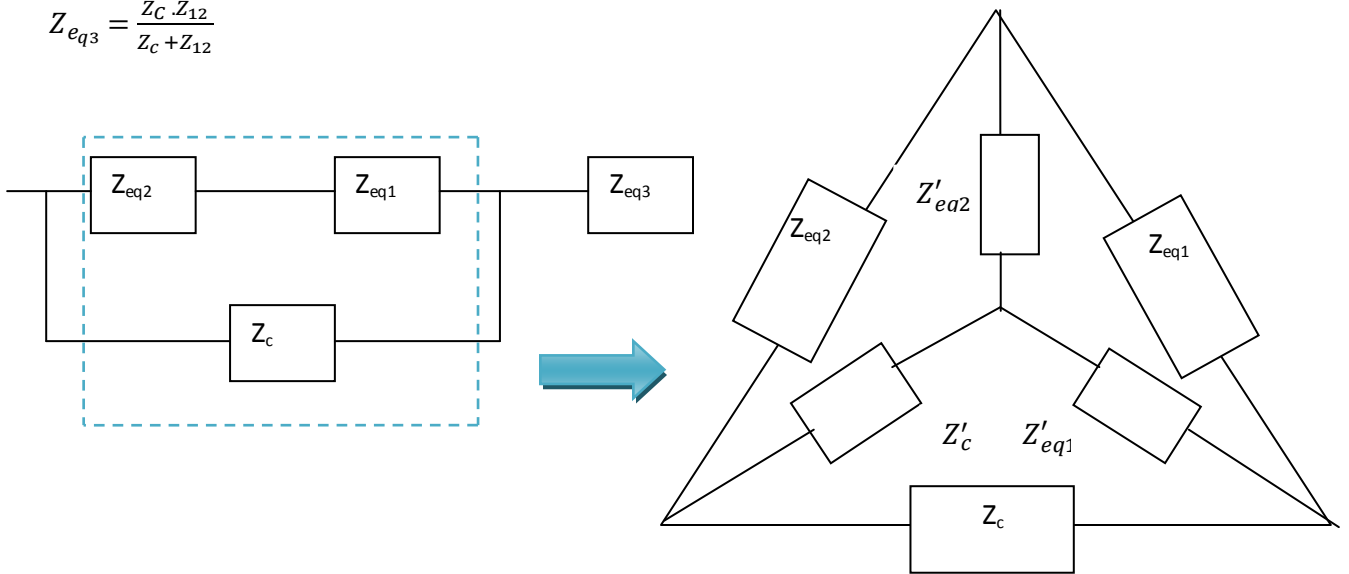 Z_{eq3} = \frac{Z_C .Z_{12}}{Z_c +Z_{12}}
Z_{eq2} Z_{eq1} Z_{eq3}
Z_c
Z'_{eq2}
Z_{eq2} Z_{eq1}
Z'_c Z'_{eq1}
Z_c